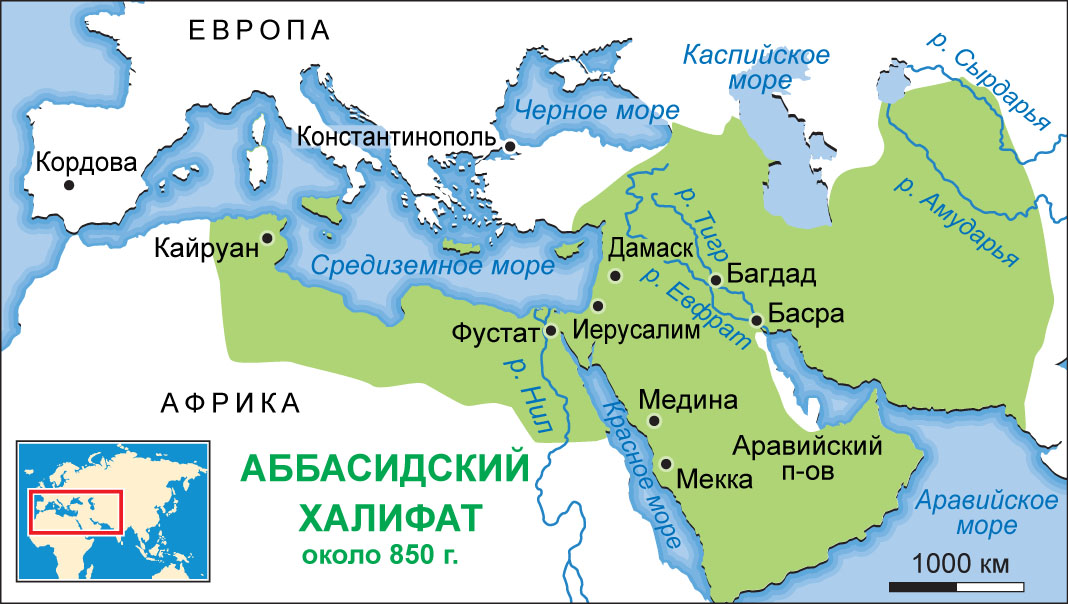 ЕВРОПА
Каспийское
море
р. Сырдарья
Черное море
Константинополь
Кордова
р. Амударья
р. Тигр
Кайруан
Дамаск
Средиземное море
Багдад
р. Евфрат
Басра
Фустат
Иерусалим
р. Нил
АФРИКА
Медина
Красное море
Аравийский
п-ов
Мекка
АББАСИДСКИЙ
ХАЛИФАТ
около 850 г.
Аравийское
море
1000 км